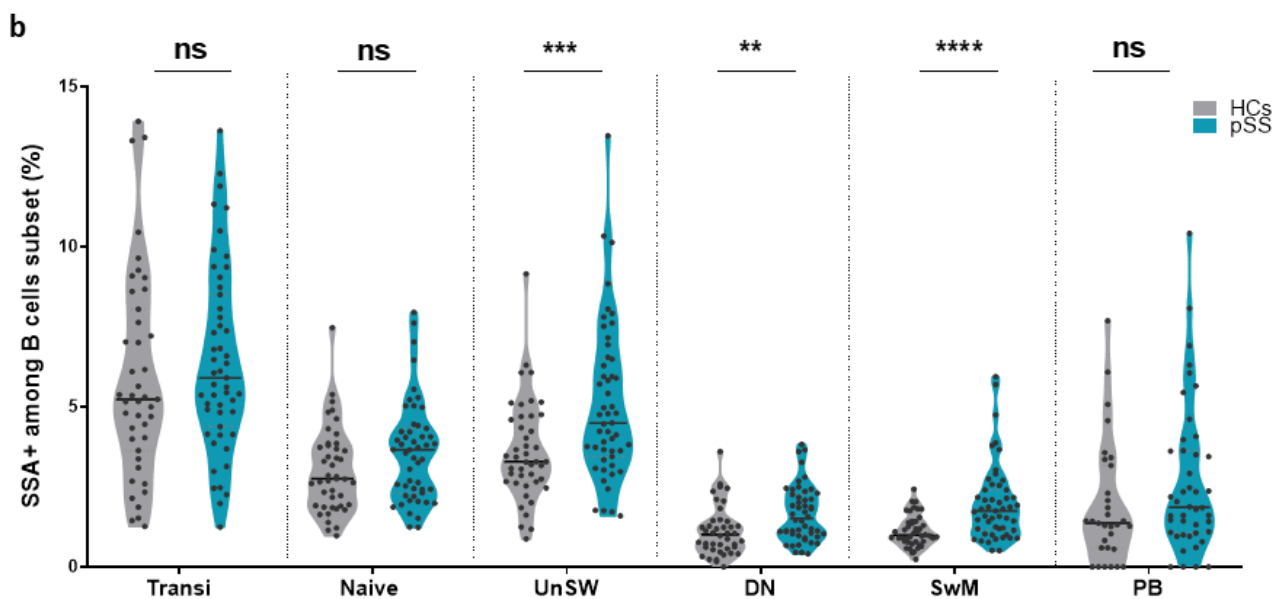 b
ns ns *** ** **** ns
HCs
pSS
SSA+ among B cells subset (%)
15
10
5
0
Transi Naive UnSW DN SwM PB